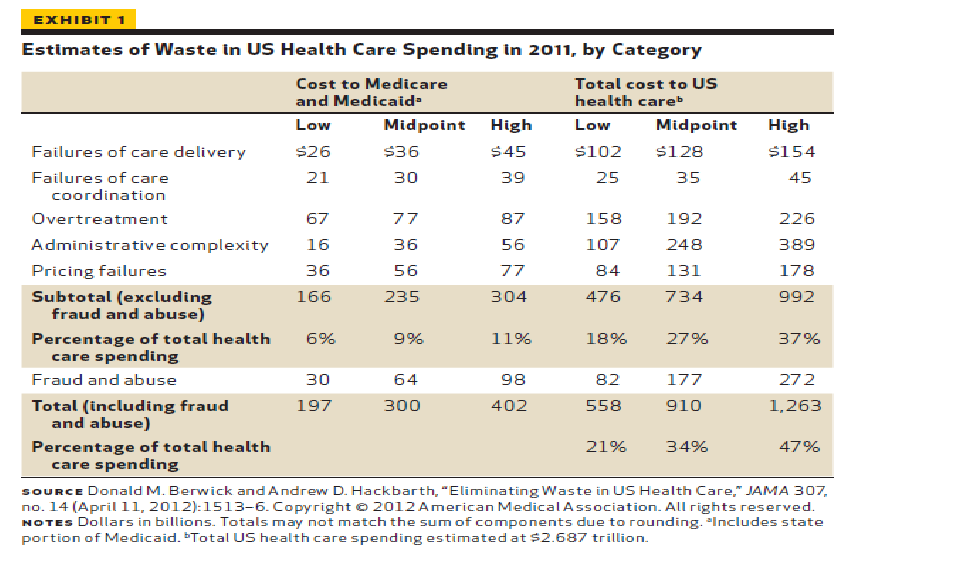 EXHIBIT 1
Estimates of Waste in US Health Care Spending in 2011, by Category
Cost to Medicare and Medicaidᵃ Total cost to US health careᵇ
Low Midpoint High Low Midpoint High
Failures of care delivery $26 $36 $45 $102 $128 $154
Failures of care
coordination 21 30 39 25 35 45
Overtreatment 67 77 87 158 192 226
Administrative complexity 16 36 56 107 248 389
Pricing failures 36 56 77 84 131 178
Subtotal (excluding
fraud and abuse) 166 235 304 476 734 992
Percentage of total health
care spending 6% 9% 11% 18% 27% 37%
Fraud and abuse 30 64 98 82 177 272
Total (including fraud
and abuse) 197 300 402 558 910 1,263
Percentage of total health
care spending 21% 34% 47%
SOURCE Donald M. Berwick and Andrew D. Hackbarth, “Eliminating Waste in US Health Care,” JAMA 307,
no. 14 (April 11, 2012):1513–6. Copyright © 2012 American Medical Association. All rights reserved.
NOTES Dollars in billions. Totals may not match the sum of components due to rounding. ᵃIncludes state
portion of Medicaid. ᵇTotal US health care spending estimated at $2.687 trillion.